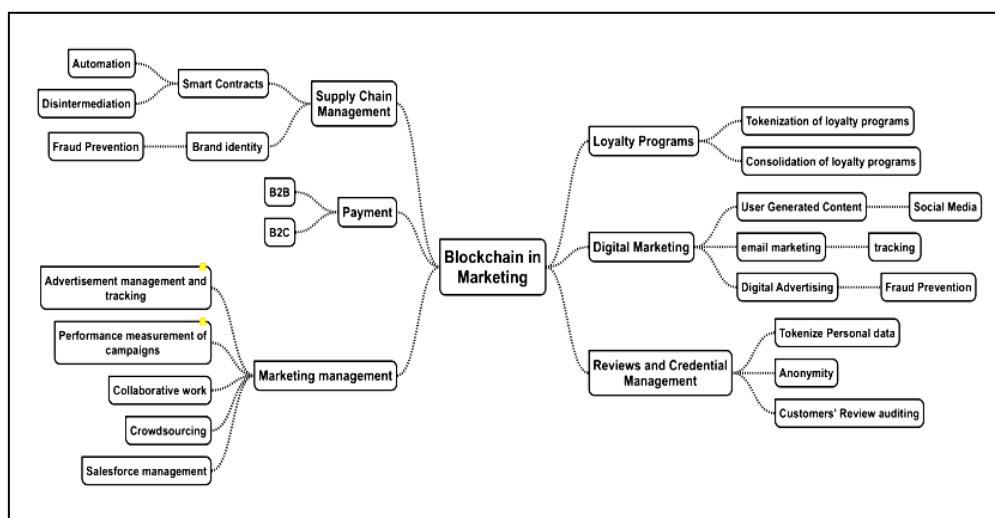 Automation
Smart Contracts
Disintermediation
Supply Chain
Management
Fraud Prevention
Brand identity
B2B
B2C
Payment
Advertisement management and
tracking
Performance measurement of
campaigns
Collaborative work
Crowdsourcing
Salesforce management
Marketing management
Blockchain in
Marketing
Loyalty Programs
Tokenization of loyalty programs
Consolidation of loyalty programs
Digital Marketing
User Generated Content
Social Media
email marketing
tracking
Digital Advertising
Fraud Prevention
Reviews and Credential
Management
Tokenize Personal data
Anonymity
Customers' Review auditing